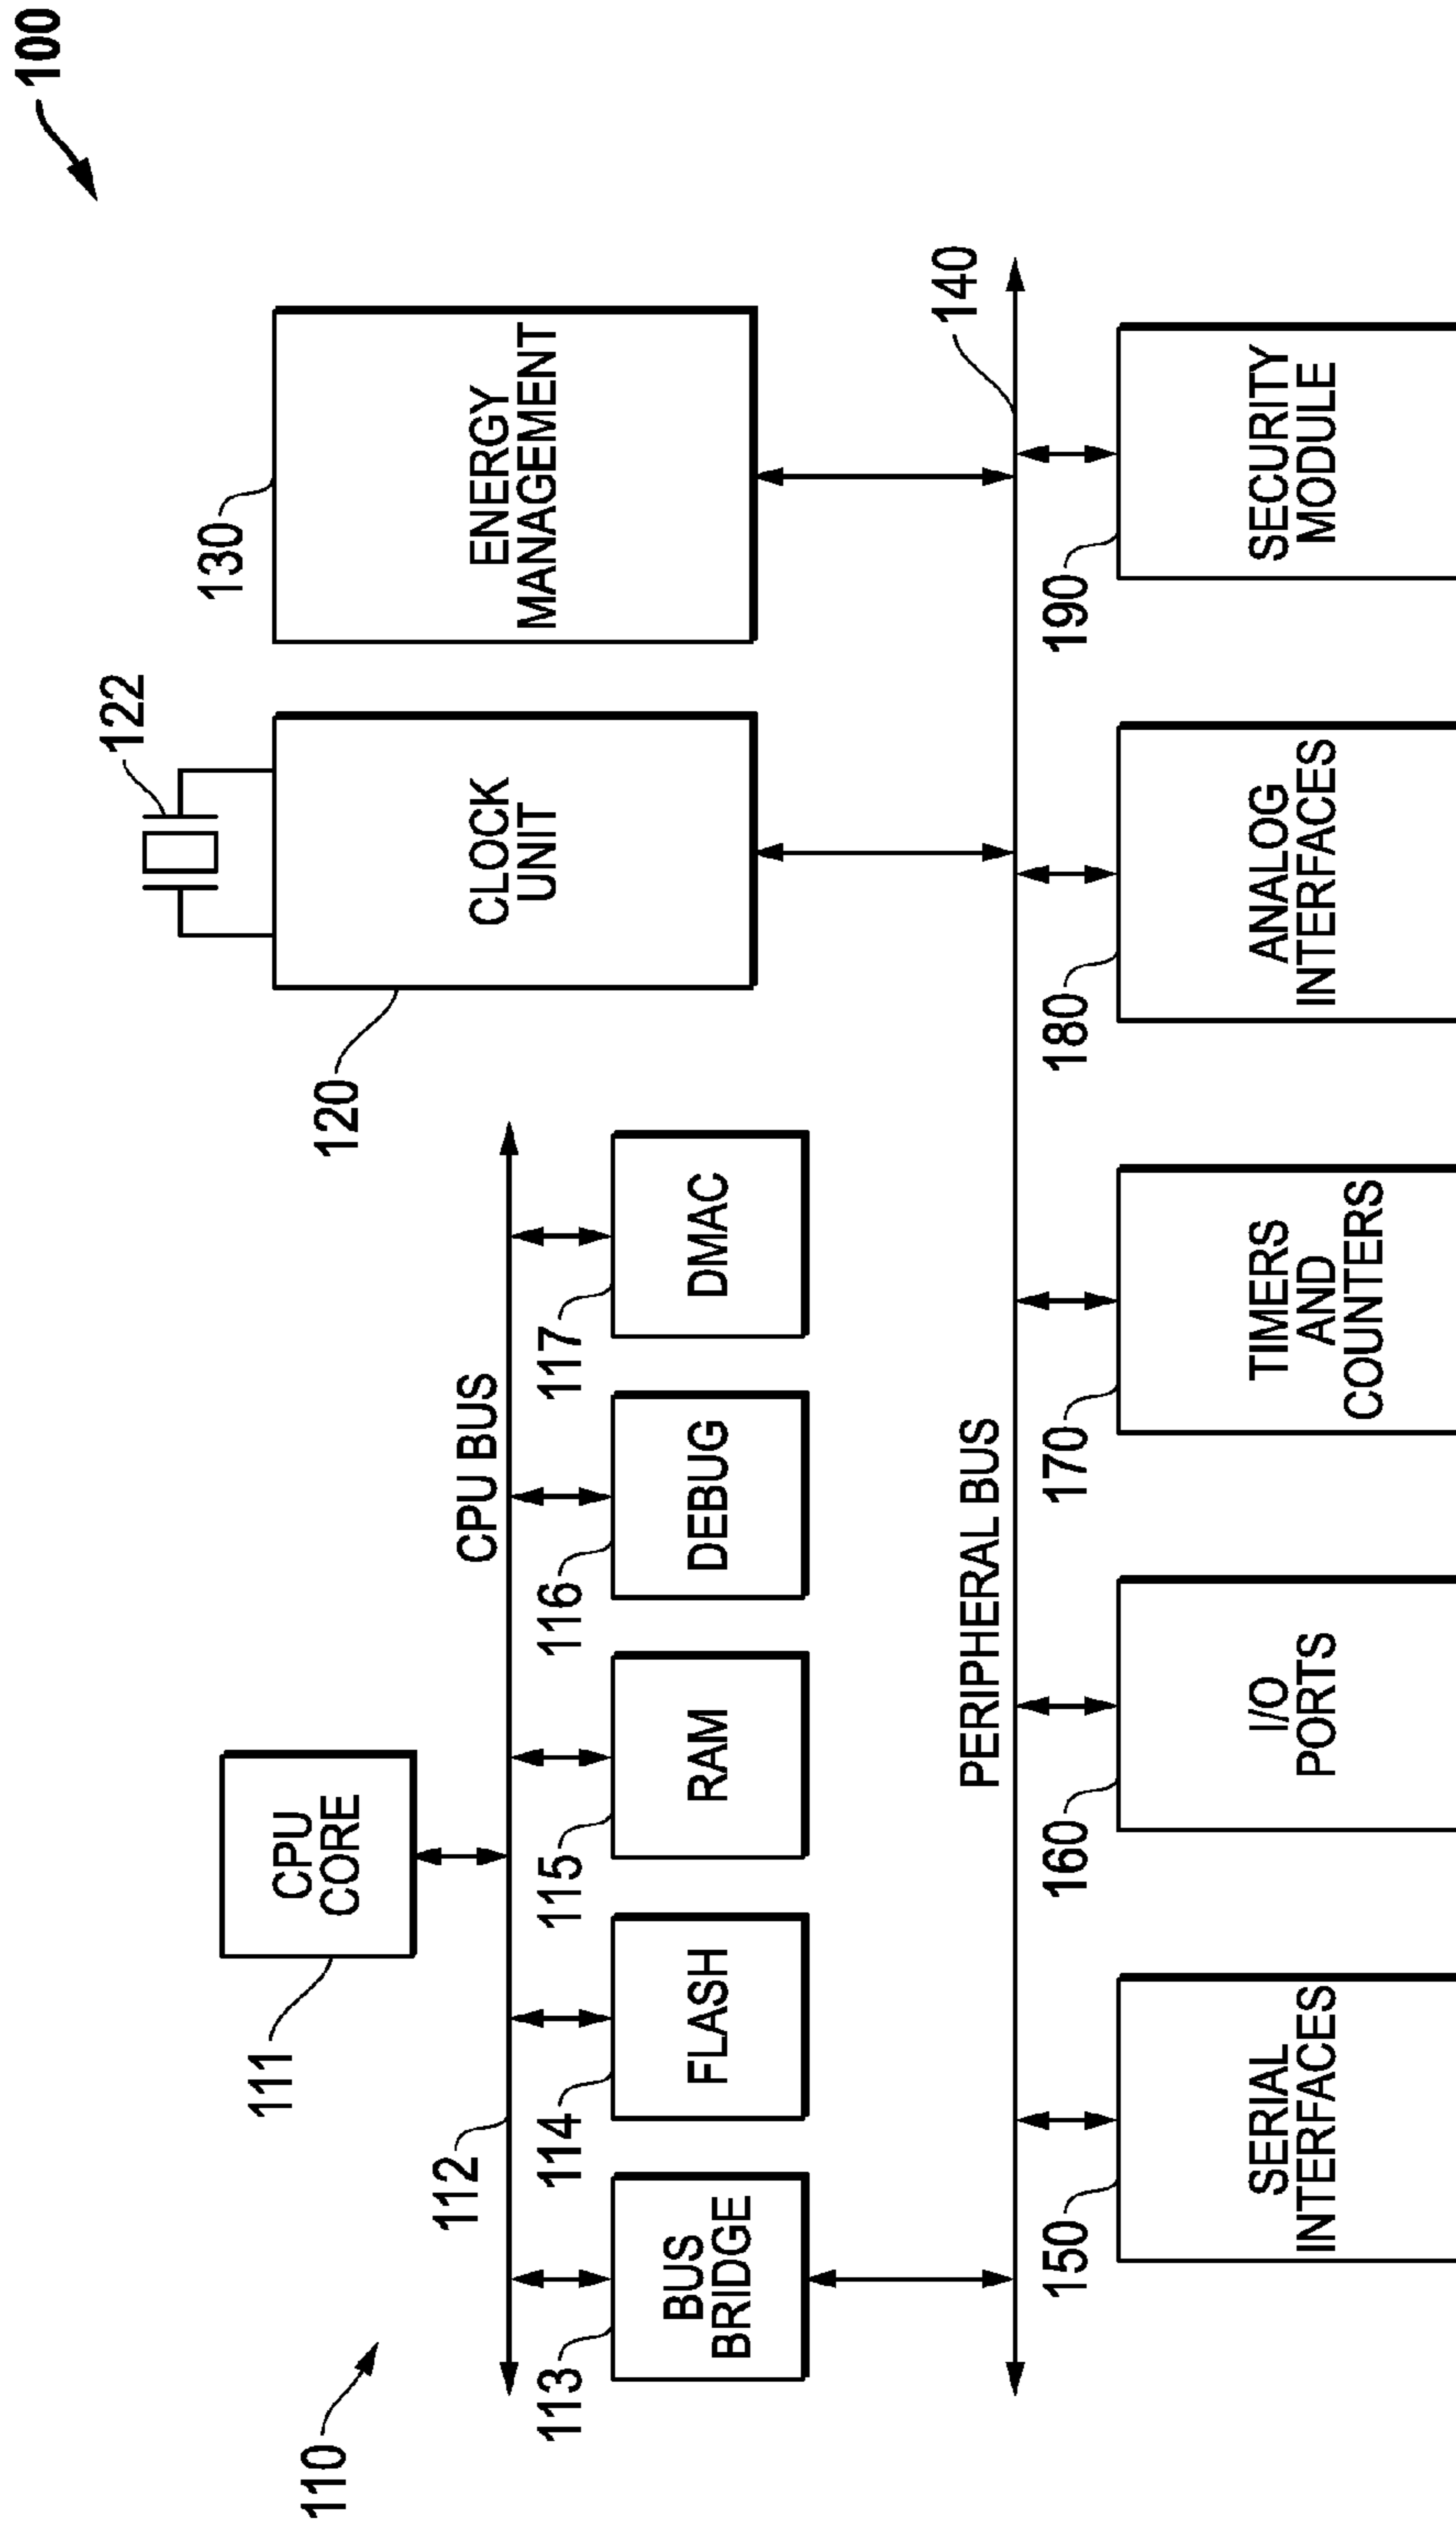 100
110
111
CPU
CORE
122
120
CLOCK
UNIT
130
ENERGY
MANAGEMENT
112
CPU BUS
113
BUS
BRIDGE
114
FLASH
115
RAM
116
DEBUG
117
DMAC
PERIPHERAL BUS
140
150
SERIAL
INTERFACES
160
I/O
PORTS
170
TIMERS
AND
COUNTERS
180
ANALOG
INTERFACES
190
SECURITY
MODULE